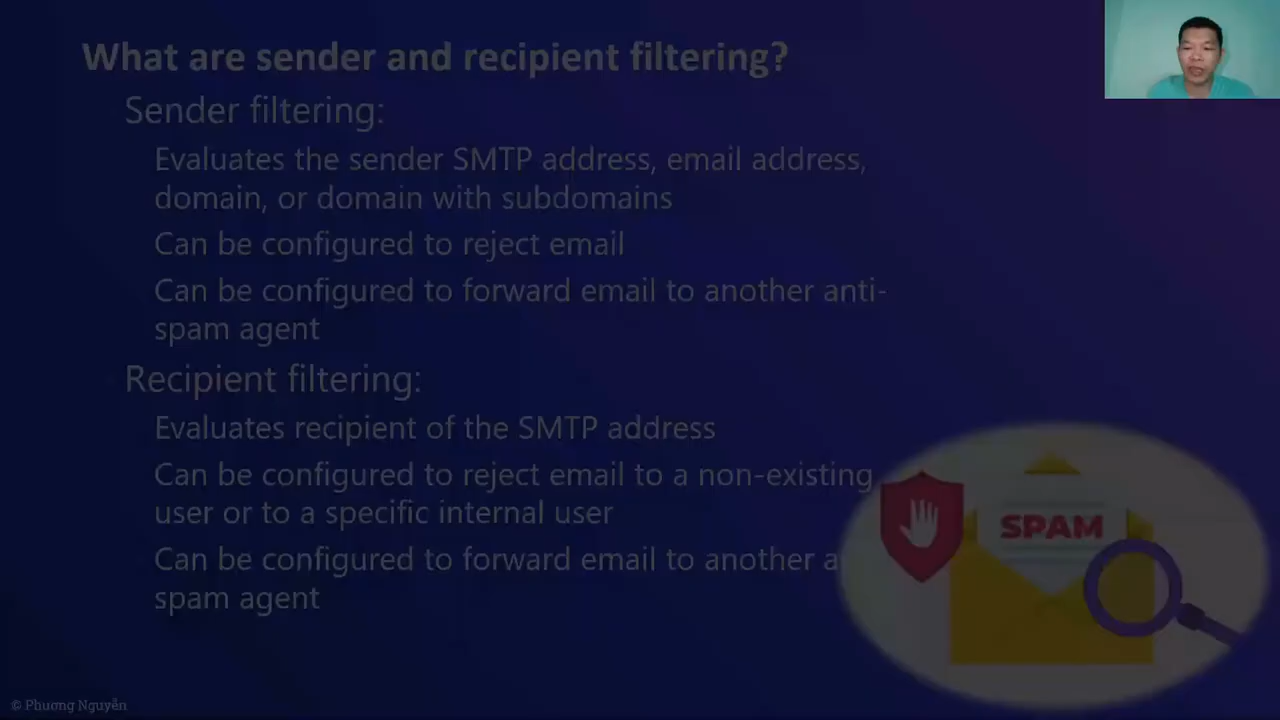 What are sender and recipient filtering?
Sender filtering:
Evaluates the sender SMTP address, email address,
domain, or domain with subdomains
Can be configured to reject email
Can be configured to forward email to another anti-
spam agent
Recipient filtering:
Evaluates recipient of the SMTP address
Can be configured to reject email to a non-existing
user or to a specific internal user
Can be configured to forward email to another a
spam agent
SPAM
© Phương Nguyễn